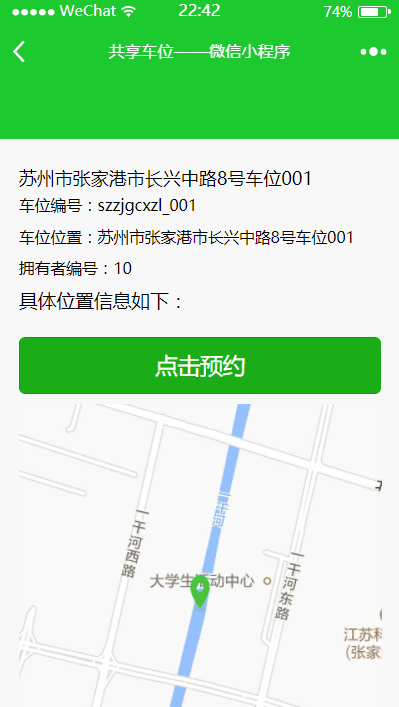 WeChat 22:42 74%
共享车位——微信小程序
苏州市张家港市长兴中路8号车位001
车位编号：szzjgcxzl_001
车位位置：苏州市张家港市长兴中路8号车位001
拥有者编号：10
具体位置信息如下：
点击预约
二干河
一干河西路
大学生活动中心
一干河东路
江苏科
(张家